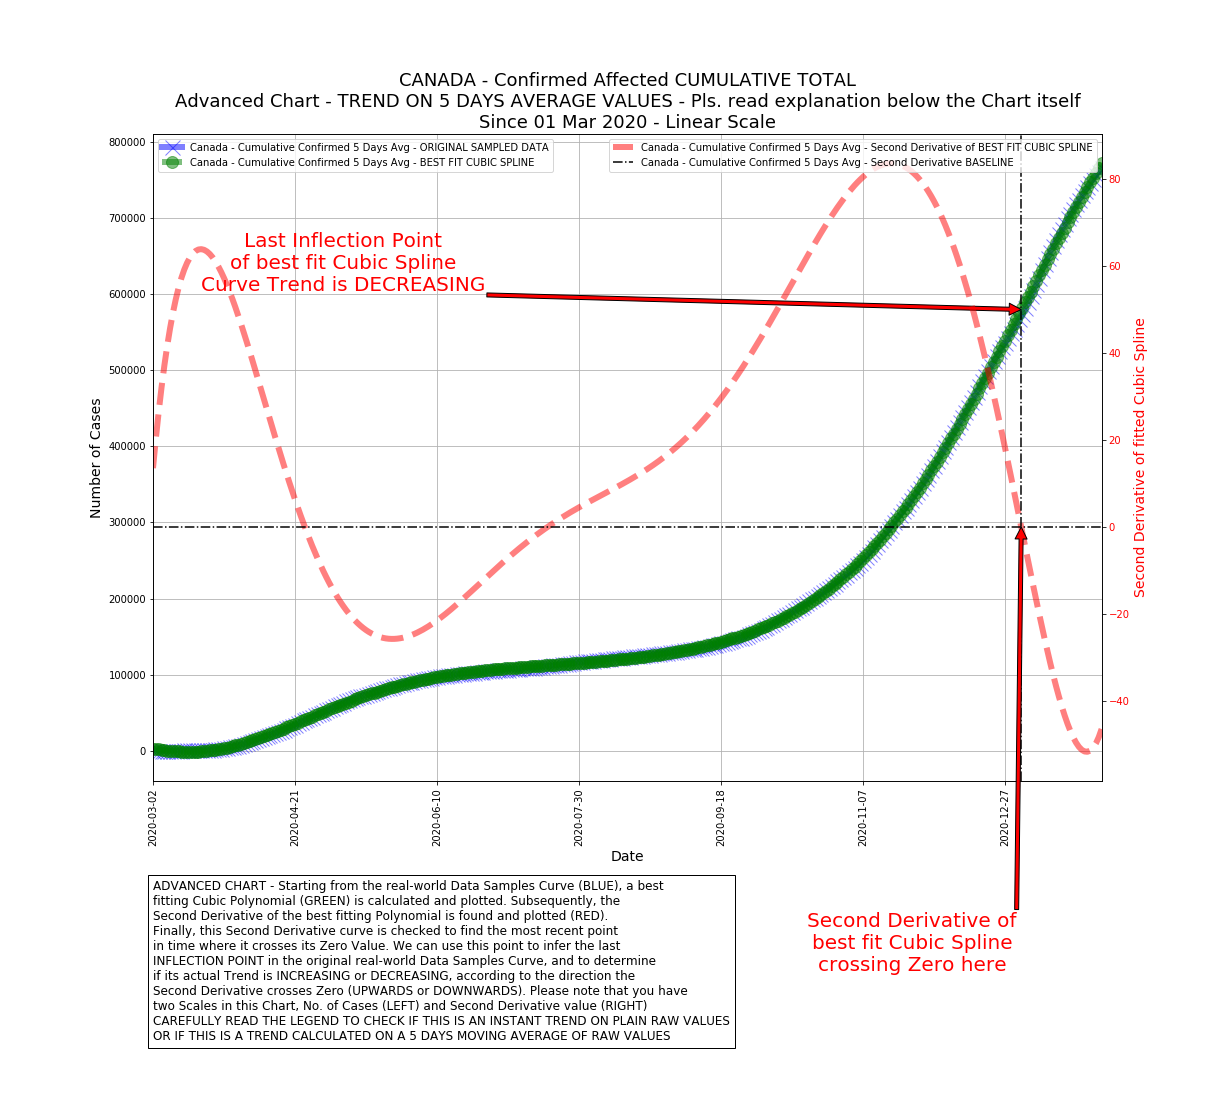 CANADA - Confirmed Affected CUMULATIVE TOTAL
Advanced Chart - TREND ON 5 DAYS AVERAGE VALUES - Pls. read explanation below the Chart itself
Since 01 Mar 2020 - Linear Scale
Canada - Cumulative Confirmed 5 Days Avg - ORIGINAL SAMPLED DATA
Canada - Cumulative Confirmed 5 Days Avg - BEST FIT CUBIC SPLINE
Canada - Cumulative Confirmed 5 Days Avg - Second Derivative of BEST FIT CUBIC SPLINE
Canada - Cumulative Confirmed 5 Days Avg - Second Derivative BASELINE
Last Inflection Point
of best fit Cubic Spline
Curve Trend is DECREASING
Number of Cases
800000
700000
600000
500000
400000
300000
200000
100000
0
80
60
40
20
0
−20
−40
Second Derivative of fitted Cubic Spline
2020-03-02
2020-04-21
2020-06-10
2020-07-30
2020-09-18
2020-11-07
2020-12-27
Date
ADVANCED CHART - Starting from the real-world Data Samples Curve (BLUE), a best
fitting Cubic Polynomial (GREEN) is calculated and plotted. Subsequently, the
Second Derivative of the best fitting Polynomial is found and plotted (RED).
Finally, this Second Derivative curve is checked to find the most recent point
in time where it crosses its Zero Value. We can use this point to infer the last
INFLECTION POINT in the original real-world Data Samples Curve, and to determine
if its actual Trend is INCREASING or DECREASING, according to the direction the
Second Derivative crosses Zero (UPWARDS or DOWNWARDS). Please note that you have
two Scales in this Chart, No. of Cases (LEFT) and Second Derivative value (RIGHT)
CAREFULLY READ THE LEGEND TO CHECK IF THIS IS AN INSTANT TREND ON PLAIN RAW VALUES
OR IF THIS IS A TREND CALCULATED ON A 5 DAYS MOVING AVERAGE OF RAW VALUES
Second Derivative of
best fit Cubic Spline
crossing Zero here